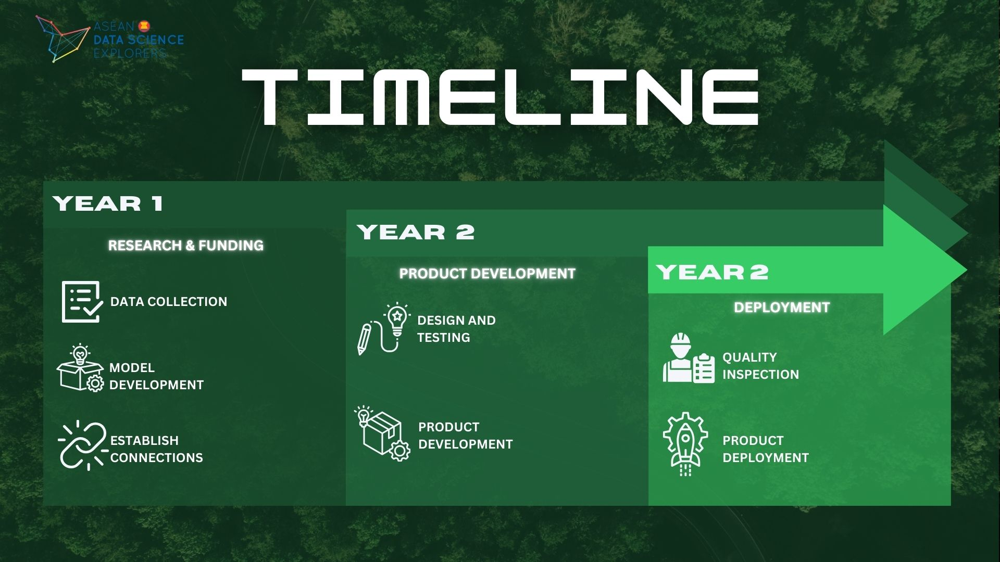 ASEAN
DATA SCIENCE
EXPLORERS
TIMELINE
YEAR 1
RESEARCH & FUNDING
DATA COLLECTION
MODEL
DEVELOPMENT
ESTABLISH
CONNECTIONS
YEAR 2
PRODUCT DEVELOPMENT
DESIGN AND
TESTING
PRODUCT
DEVELOPMENT
YEAR 2
DEPLOYMENT
QUALITY
INSPECTION
PRODUCT
DEPLOYMENT